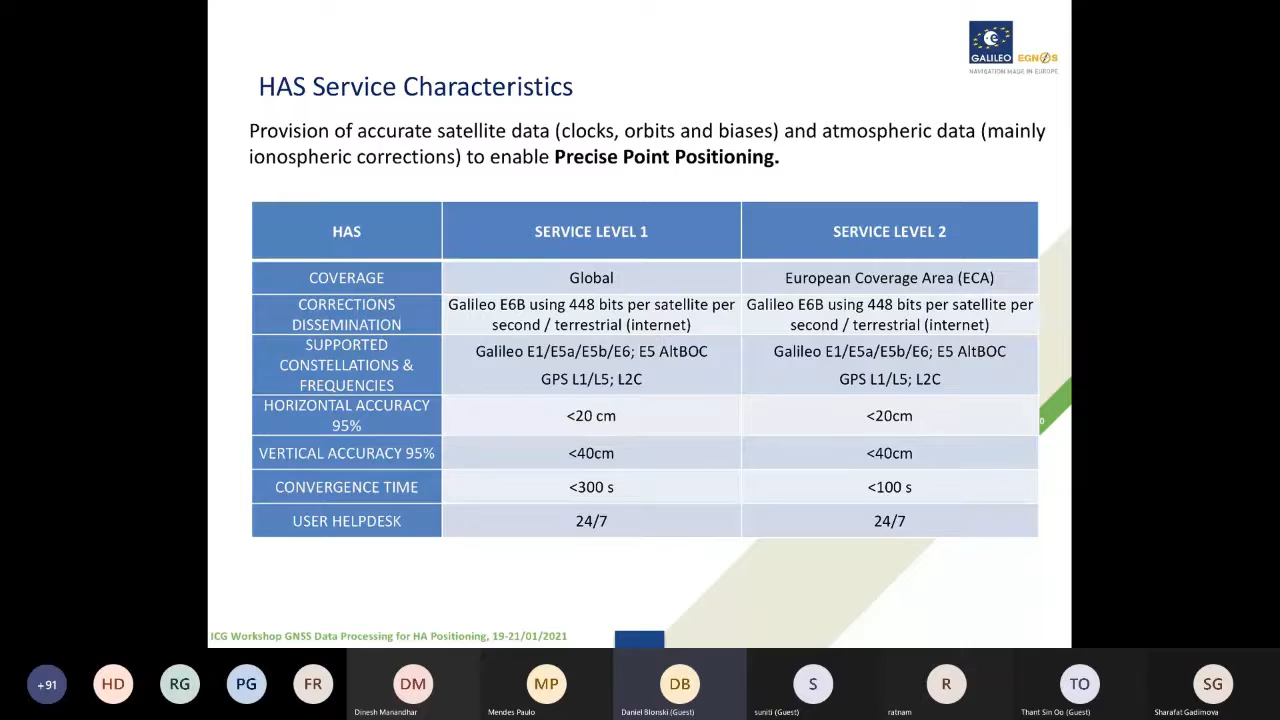 GALILEO
EGNOS
NAVIGATION MADE IN EUROPE
HAS Service Characteristics
Provision of accurate satellite data (clocks, orbits and biases) and atmospheric data (mainly
ionospheric corrections) to enable Precise Point Positioning.
HAS
SERVICE LEVEL 1
SERVICE LEVEL 2
COVERAGE
Global
European Coverage Area (ECA)
CORRECTIONS
DISSEMINATION
Galileo E6B using 448 bits per satellite per
second / terrestrial (internet)
Galileo E6B using 448 bits per satellite per
second / terrestrial (internet)
SUPPORTED
CONSTELLATIONS &
FREQUENCIES
Galileo E1/E5a/E5b/E6; E5 AltBOC
GPS L1/L5; L2C
Galileo E1/E5a/E5b/E6; E5 AltBOC
GPS L1/L5; L2C
HORIZONTAL ACCURACY
95%
<20 cm
<20cm
0
VERTICAL ACCURACY 95%
<40cm
<40cm
CONVERGENCE TIME
<300 s
<100 s
USER HELPDESK
24/7
24/7
ICG Workshop GNSS Data Processing for HA Positioning, 19-21/01/2021
+91
HD
RG
PG
FR
DM
MP
DB
S
R
TO
SG
Dinesh Manandhar
Mendes Paulo
Daniel Blonski (Guest)
suniti (Guest)
ratnam
Thant Sin Oo (Guest)
Sharafat Gadimova